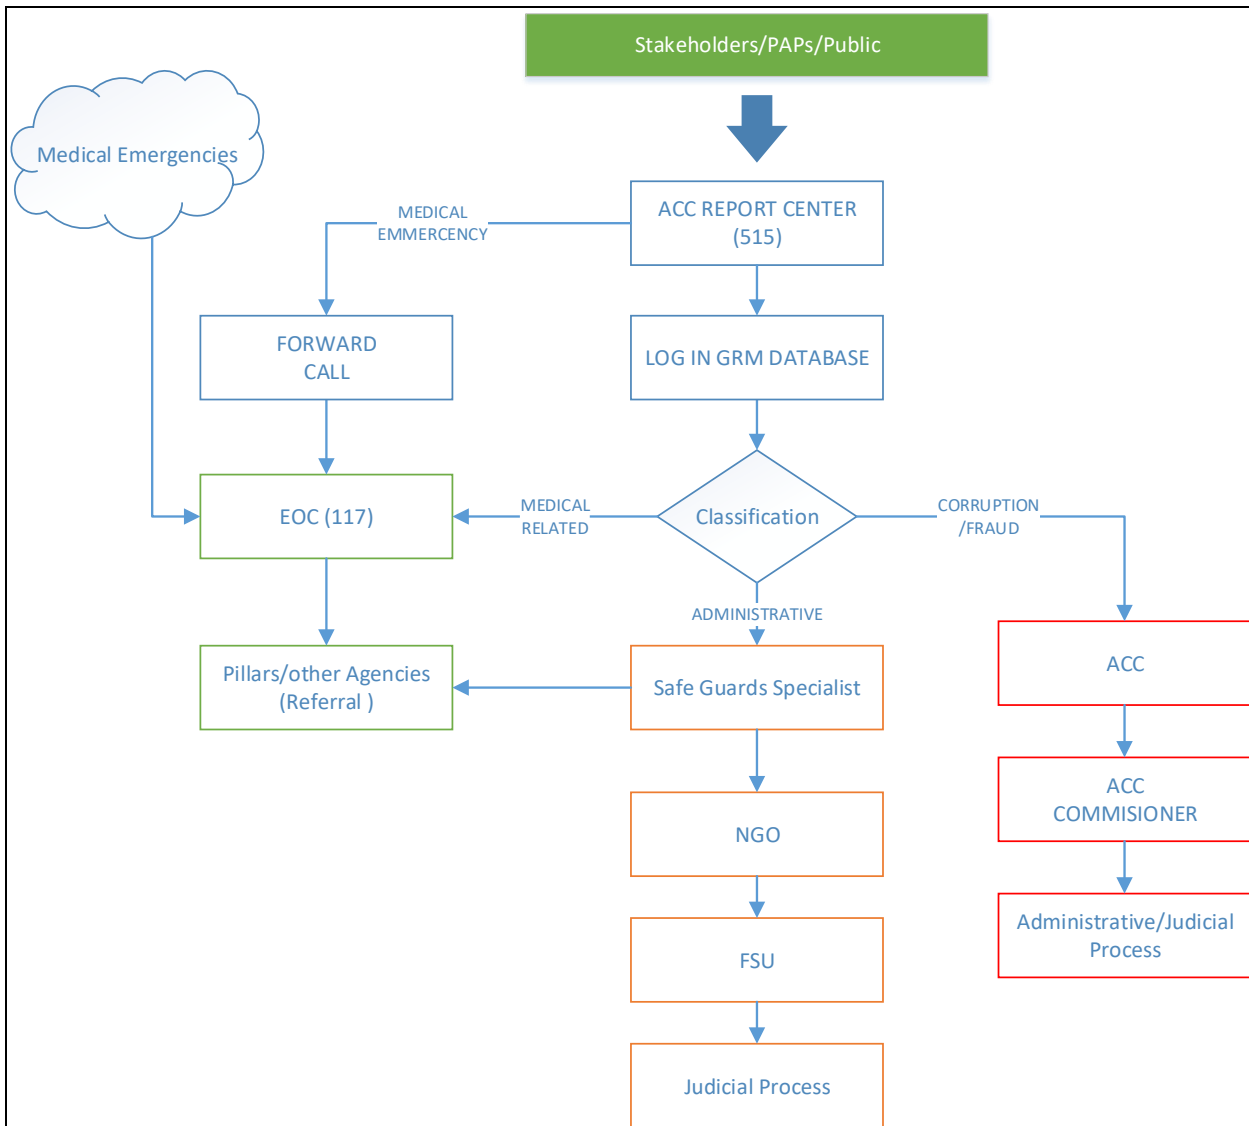 Stakeholders/PAPs/Public
Medical Emergencies
ACC REPORT CENTER
(515)
MEDICAL
EMMERCENCY
FORWARD
CALL
LOG IN GRM DATABASE
EOC (117)
MEDICAL
RELATED
Classification
CORRUPTION
/FRAUD
ADMINISTRATIVE
Pillars/other Agencies
(Referral )
Safe Guards Specialist
ACC
NGO
ACC
COMMISIONER
FSU
Administrative/Judicial
Process
Judicial Process